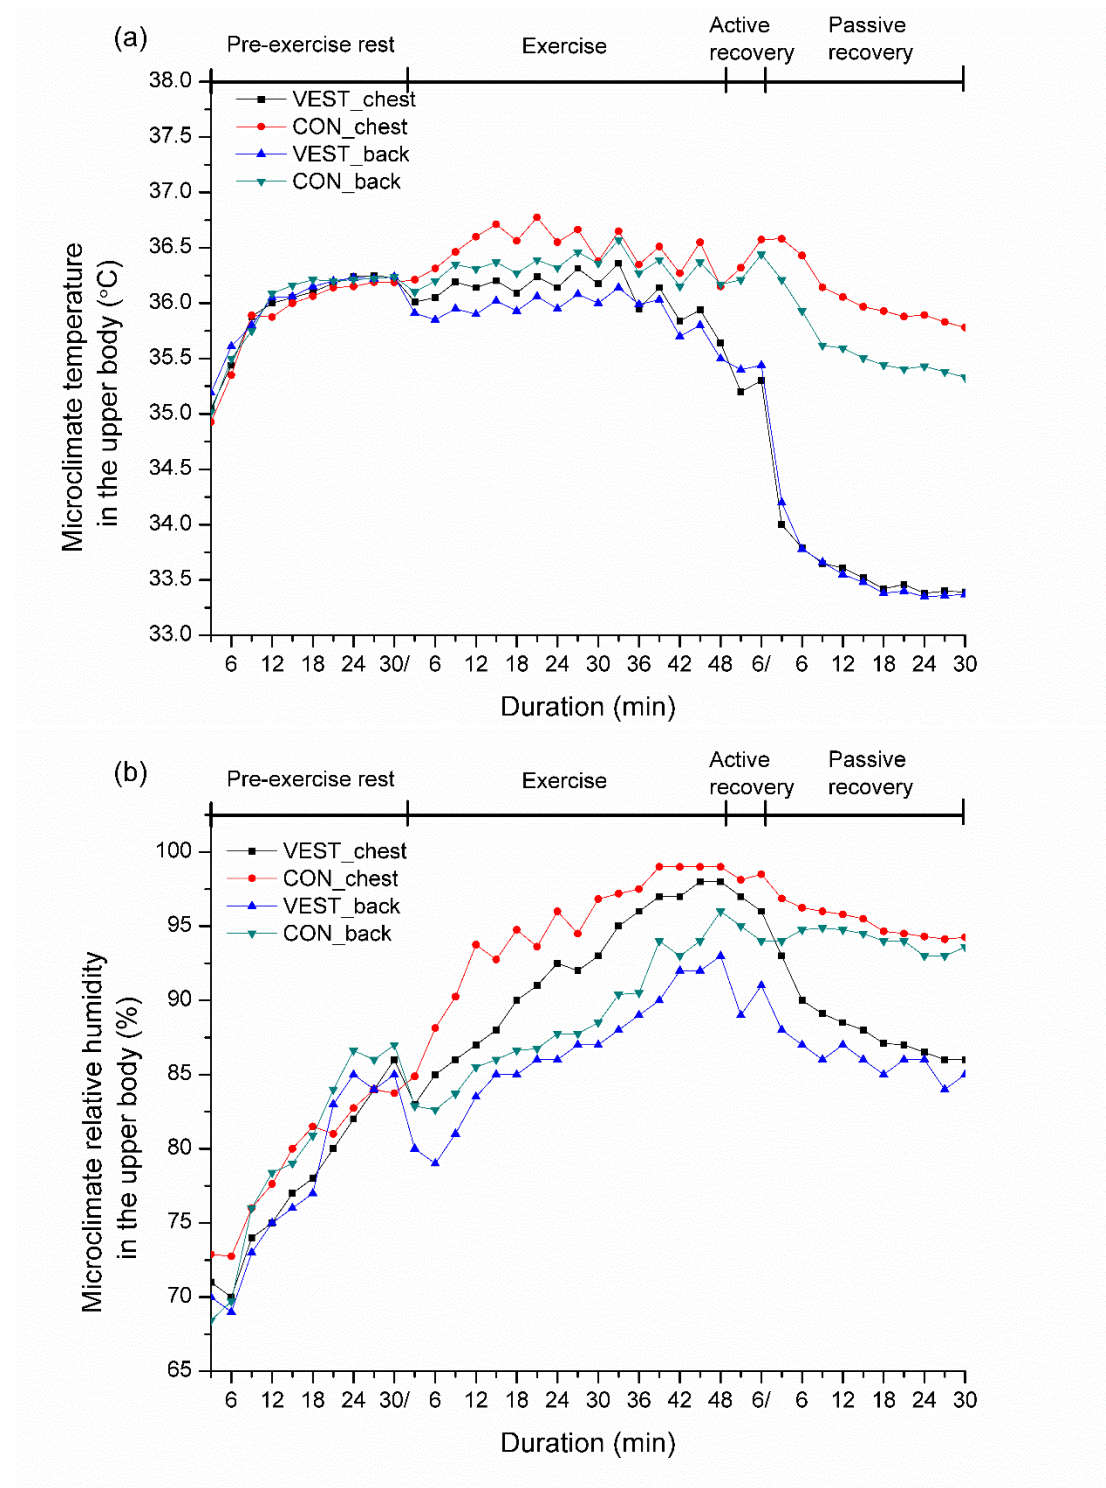 (a)
Pre-exercise rest
Exercise
Active
recovery
Passive
recovery
38.0
37.5
37.0
36.5
36.0
35.5
35.0
34.5
34.0
33.5
33.0
VEST_chest
CON_chest
VEST_back
CON_back
Microclimate temperature
in the upper body (°C)
6 12 18 24 30/ 6 12 18 24 30 36 42 48 6/ 6 12 18 24 30
Duration (min)
(b)
Pre-exercise rest
Exercise
Active
recovery
Passive
recovery
100
95
90
85
80
75
70
65
VEST_chest
CON_chest
VEST_back
CON_back
Microclimate relative humidity
in the upper body (%)
6 12 18 24 30/ 6 12 18 24 30 36 42 48 6/ 6 12 18 24 30
Duration (min)